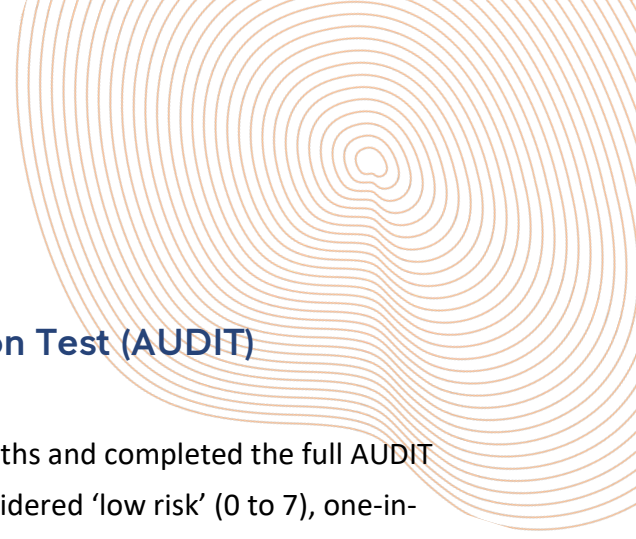 on Test (AUDIT)
ths and completed the full AUDIT
idered ‘low risk’ (0 to 7), one-in-